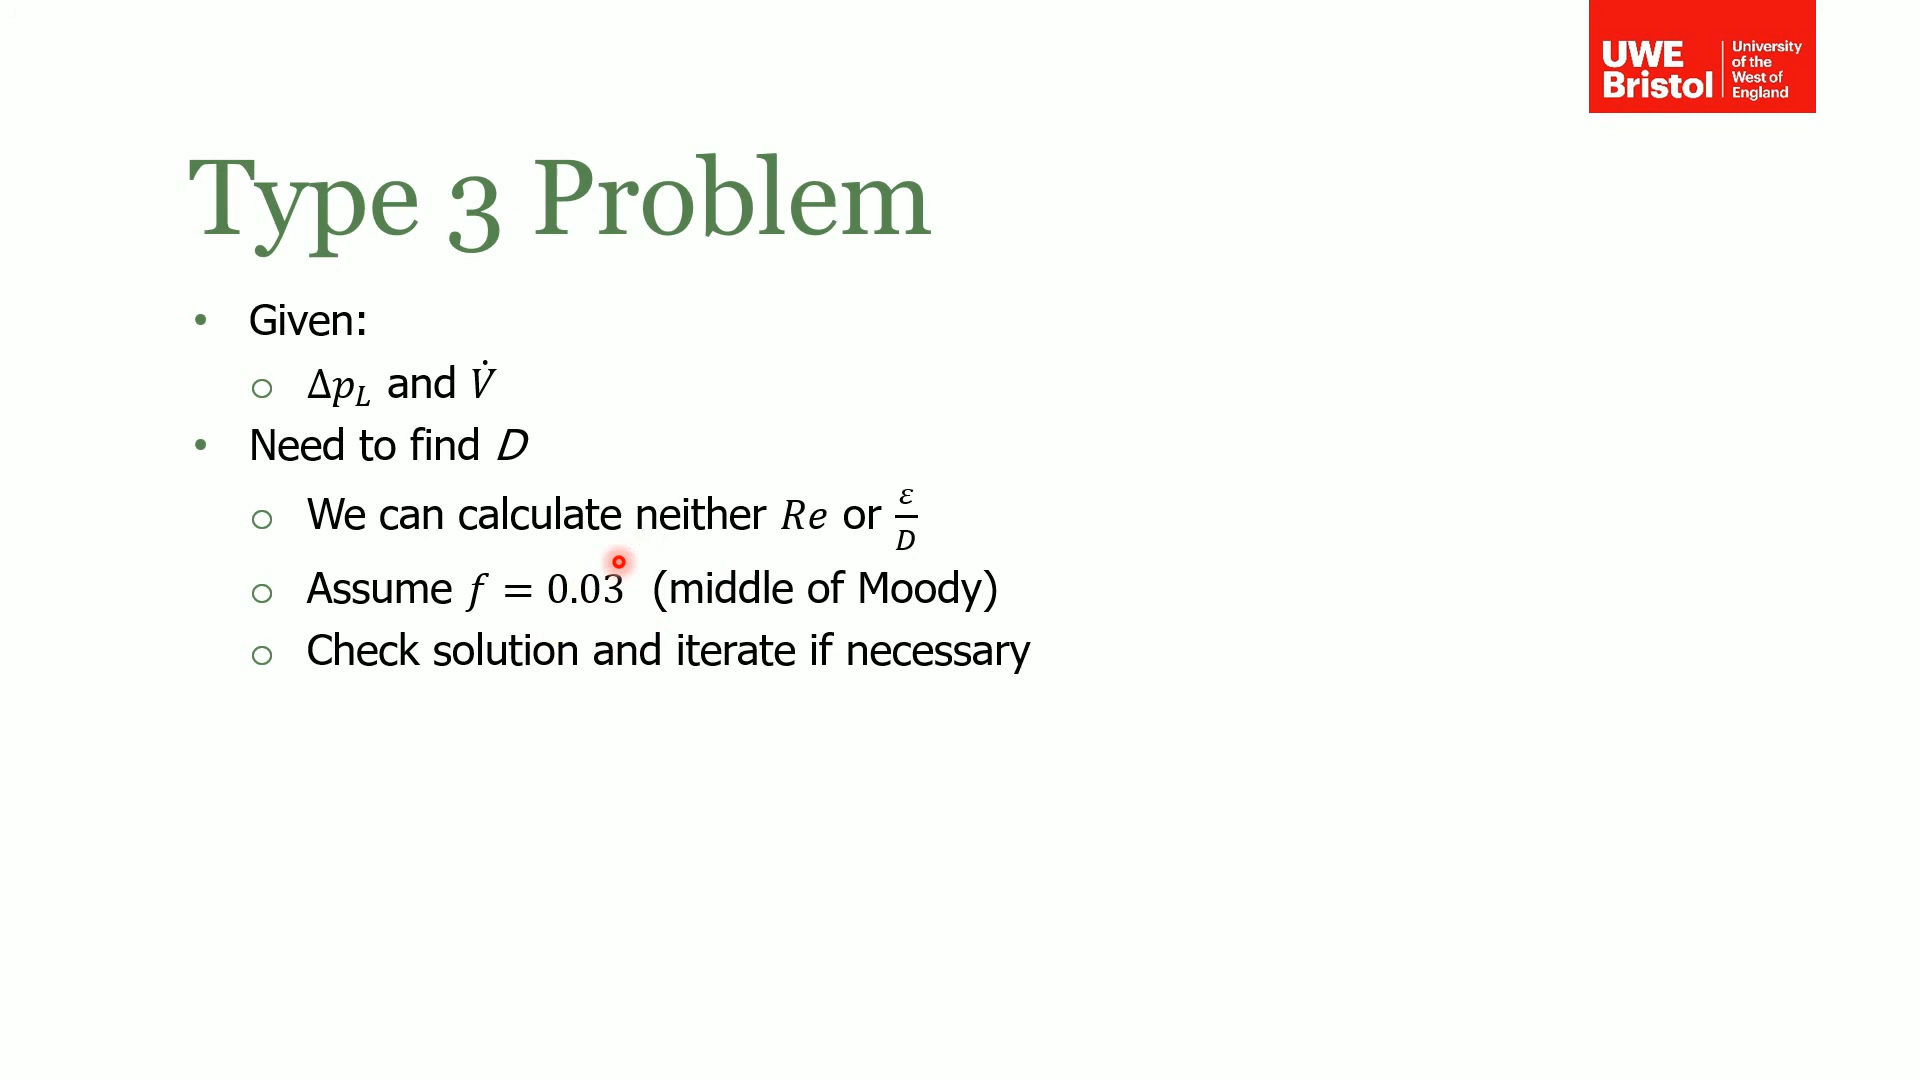 UWE
Bristol
University
of the
West of
England
Type 3 Problem
• Given:
○ Δp_L and V̇
• Need to find D
○ We can calculate neither Re or ε/D
○ Assume f = 0.03 (middle of Moody)
○ Check solution and iterate if necessary